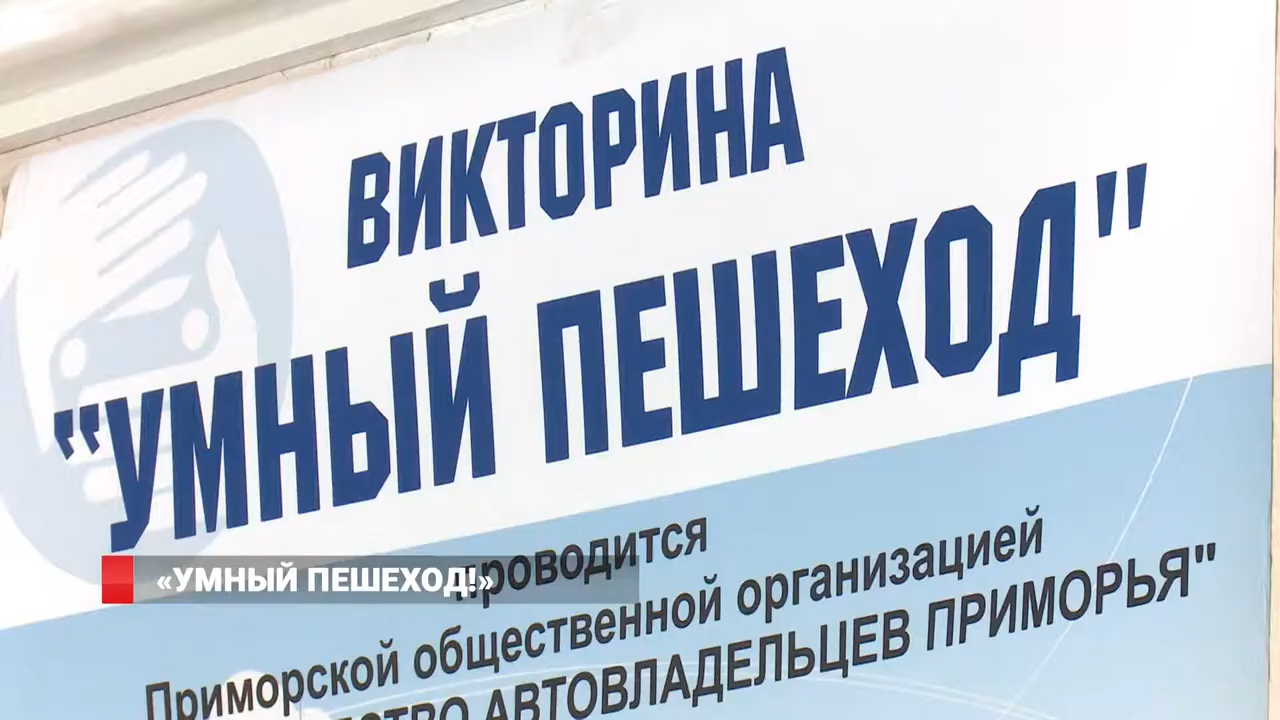 ВИКТОРИНА
"УМНЫЙ ПЕШЕХОД"
проводится
«УМНЫЙ ПЕШЕХОД!»
Приморской общественной организацией
АВТОВЛАДЕЛЬЦЕВ ПРИМОРЬЯ"